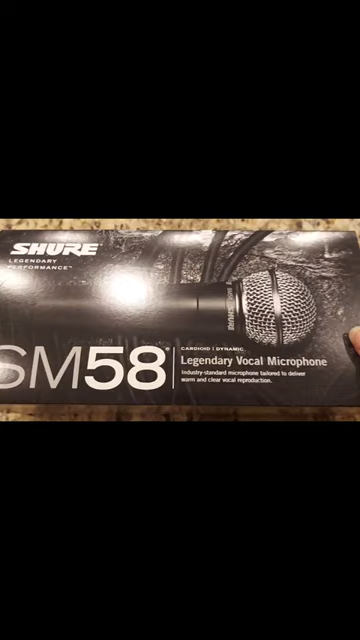 SHURE
LEGENDARY
PERFORMANCE™
SM58®
CARDIOID | DYNAMIC
Legendary Vocal Microphone
Industry-standard microphone tailored to deliver
warm and clear vocal reproduction.
SHURE